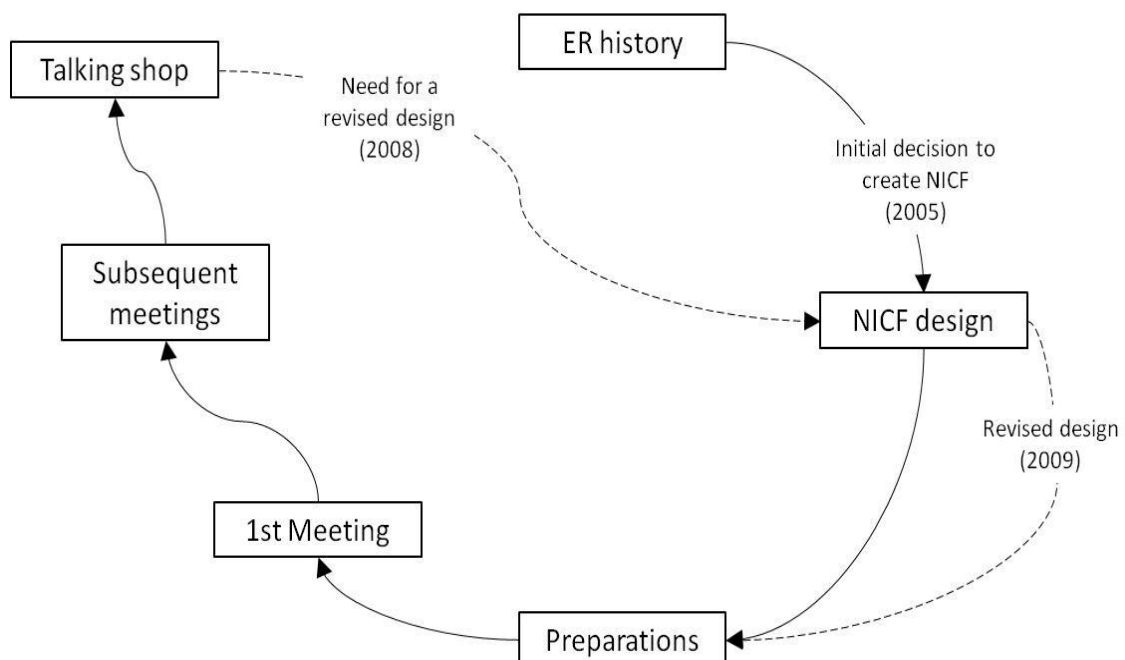 ER history
Talking shop
Need for a
revised design
(2008)
Initial decision to
create NICF
(2005)
Subsequent
meetings
NICF design
Revised design
(2009)
1st Meeting
Preparations